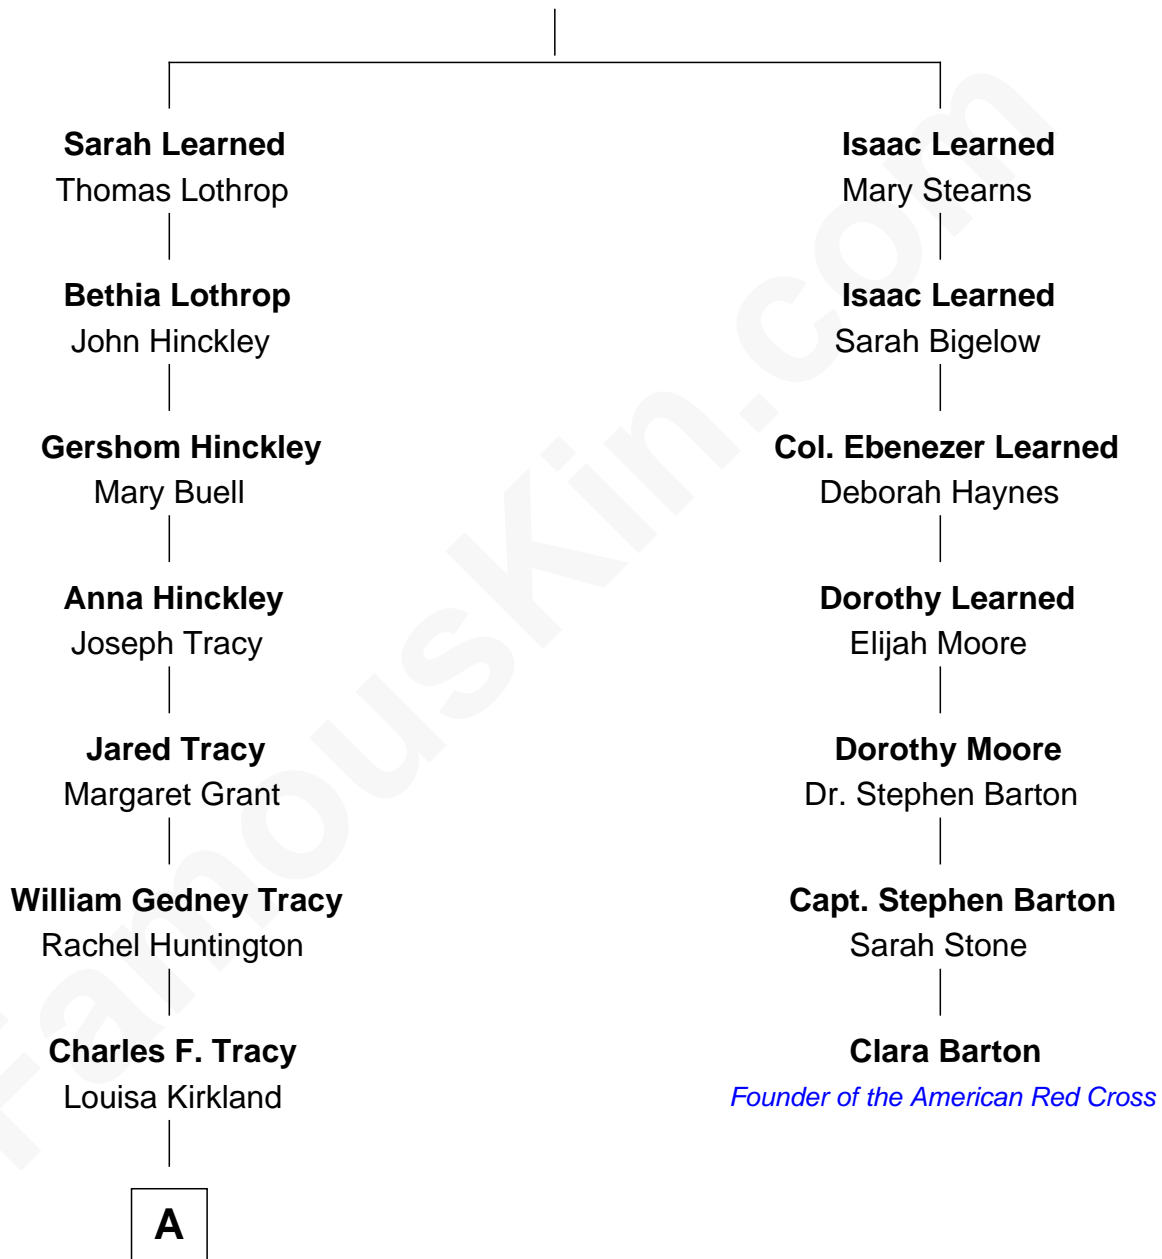 Sarah Learned
Thomas Lothrop
Bethia Lothrop
John Hinckley
Gershom Hinckley
Mary Buell
Anna Hinckley
Joseph Tracy
Jared Tracy
Margaret Grant
William Gedney Tracy
Rachel Huntington
Charles F. Tracy
Louisa Kirkland
A
Isaac Learned
Mary Stearns
Isaac Learned
Sarah Bigelow
Col. Ebenezer Learned
Deborah Haynes
Dorothy Learned
Elijah Moore
Dorothy Moore
Dr. Stephen Barton
Capt. Stephen Barton
Sarah Stone
Clara Barton
Founder of the American Red Cross
FamousKin.com